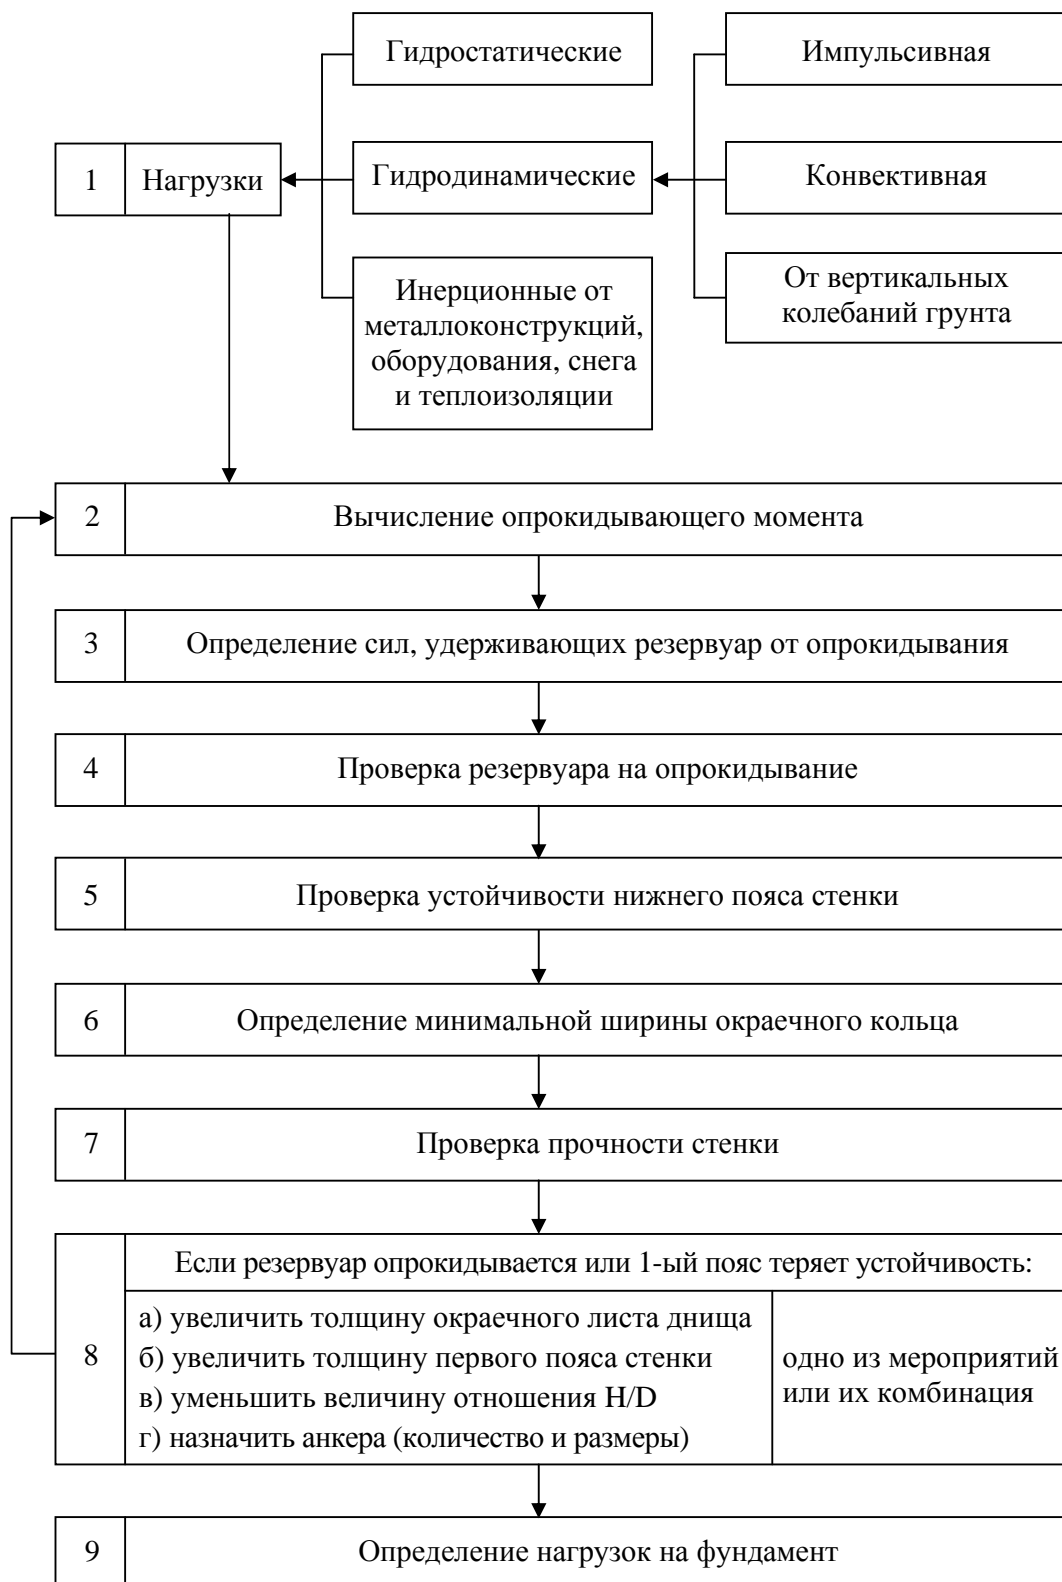 Гидростатические
Импульсивная
1 Нагрузки
Гидродинамические
Конвективная
Инерционные от
металлоконструкций,
оборудования, снега
и теплоизоляции
От вертикальных
колебаний грунта
2 Вычисление опрокидывающего момента
3 Определение сил, удерживающих резервуар от опрокидывания
4 Проверка резервуара на опрокидывание
5 Проверка устойчивости нижнего пояса стенки
6 Определение минимальной ширины окраечного кольца
7 Проверка прочности стенки
8
Если резервуар опрокидывается или 1-ый пояс теряет устойчивость:
а) увеличить толщину окраечного листа днища
б) увеличить толщину первого пояса стенки
в) уменьшить величину отношения H/D
г) назначить анкера (количество и размеры)
одно из мероприятий
или их комбинация
9 Определение нагрузок на фундамент